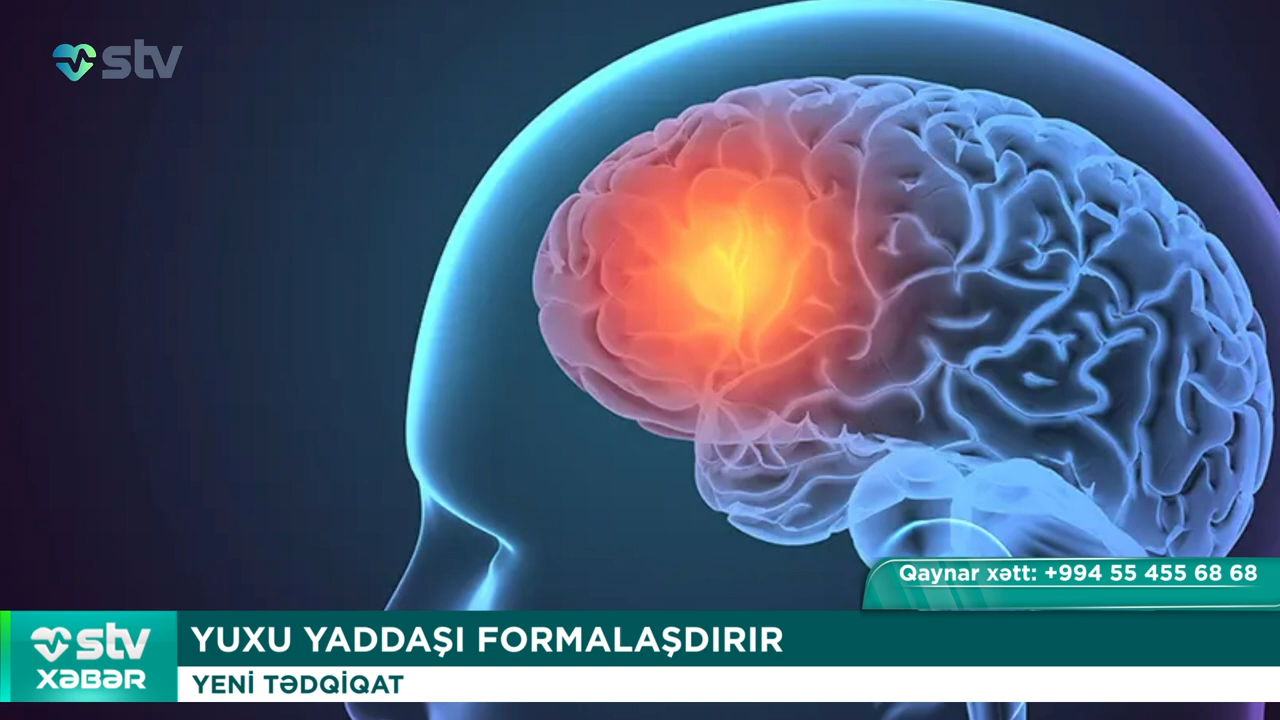 stv
Qaynar xətt: +994 55 455 68 68
stv
XƏBƏR
YUXU YADDAŞI FORMALAŞDIRIR
YENİ TƏDQİQAT